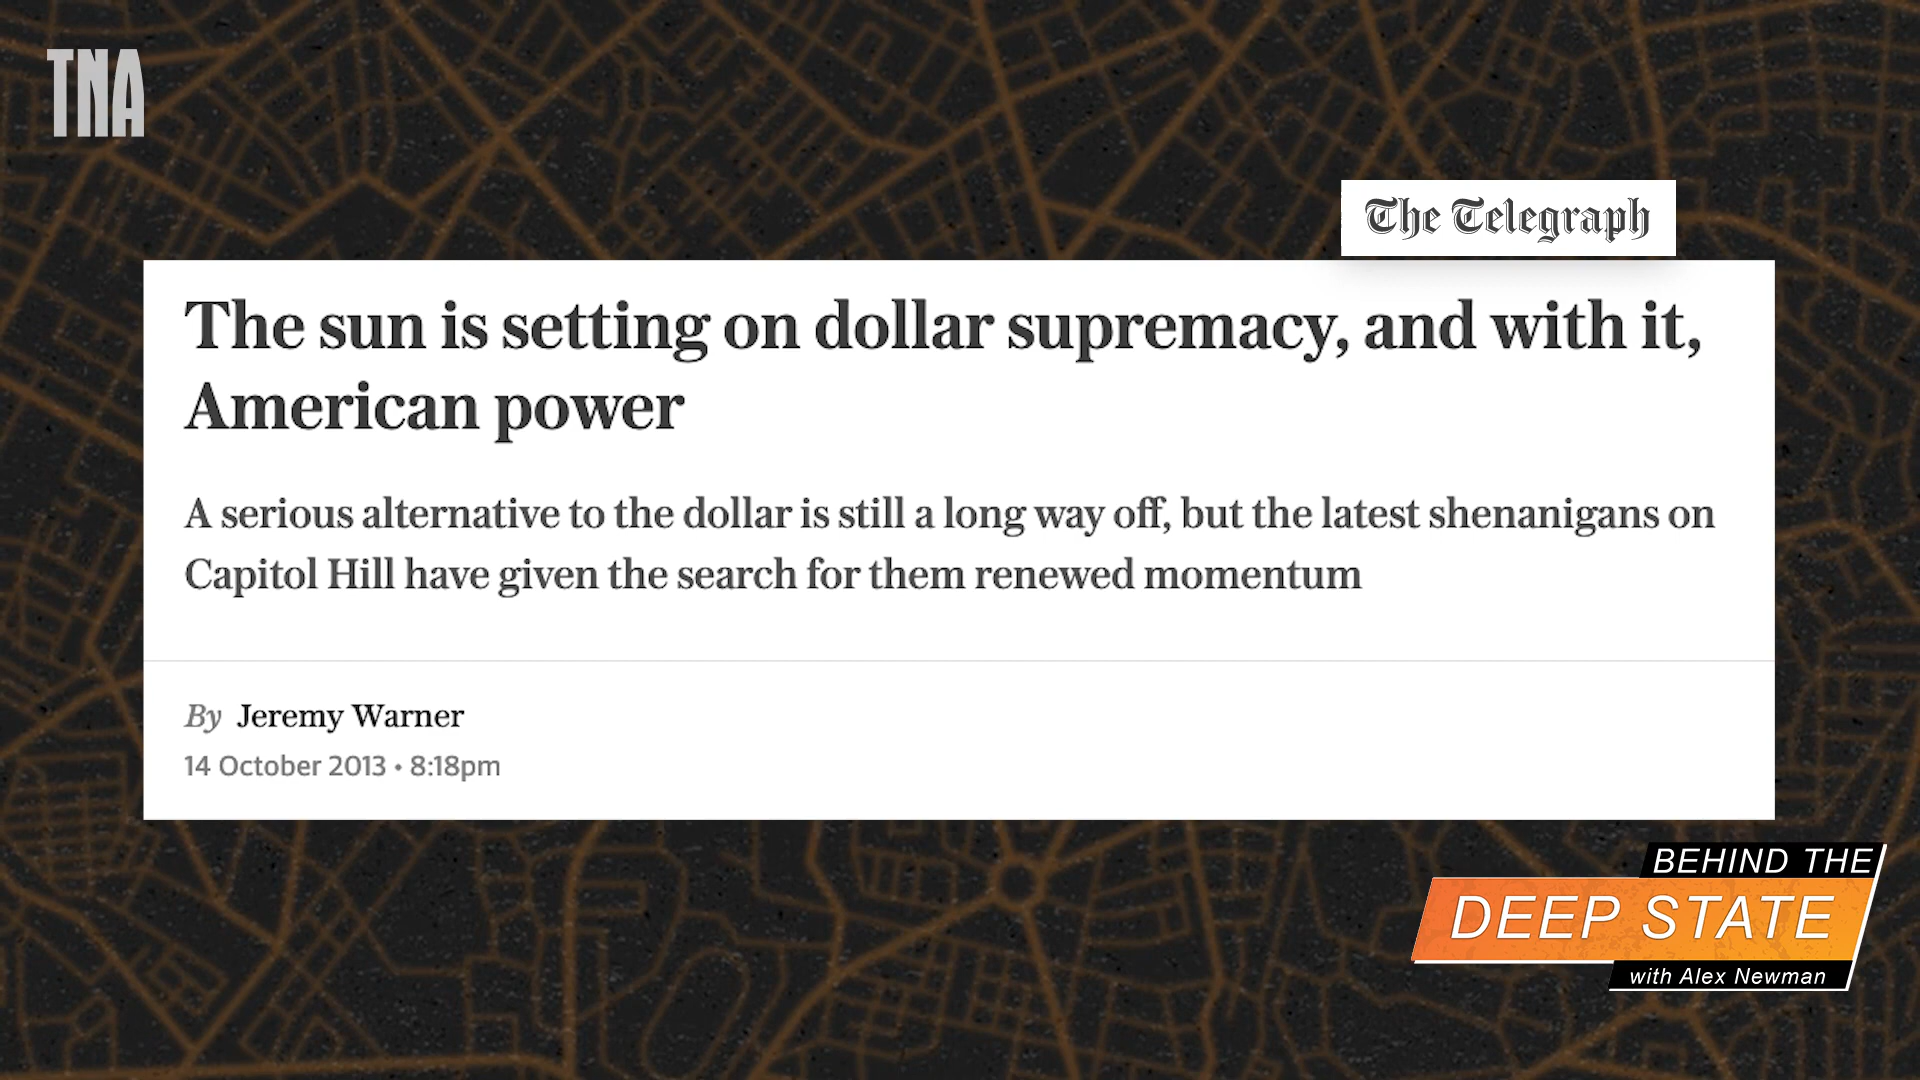 TNA
The Telegraph
The sun is setting on dollar supremacy, and with it,
American power
A serious alternative to the dollar is still a long way off, but the latest shenanigans on
Capitol Hill have given the search for them renewed momentum
By Jeremy Warner
14 October 2013 • 8:18pm
BEHIND THE
DEEP STATE
with Alex Newman